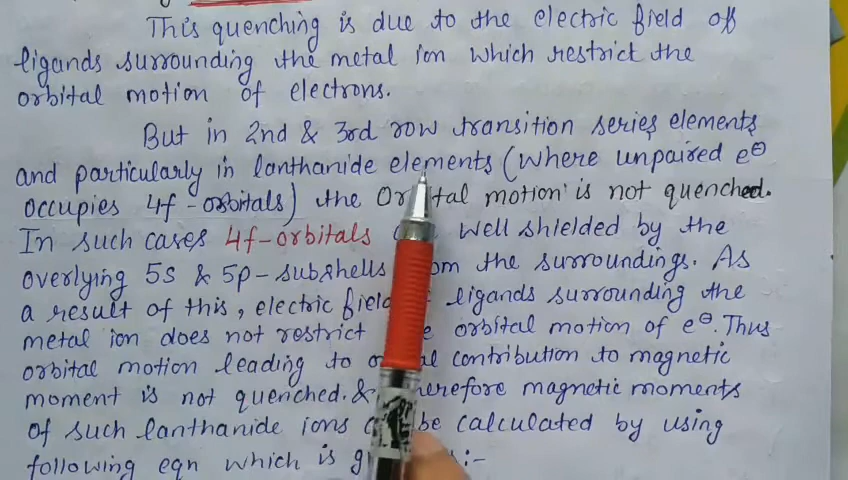 This quenching is due to the electric field of
ligands surrounding the metal ion which restrict the
orbital motion of electrons.
But in 2nd & 3rd row transition series elements
and particularly in lanthanide elements (where unpaired e⊖
occupies 4f-orbitals) the orbital motion is not quenched.
In such cases 4f-orbitals well shielded by the
overlying 5s & 5p-subshells from the surroundings. As
a result of this, electric field ligands surrounding the
metal ion does not restrict orbital motion of e⊖. Thus
orbital motion leading to contribution to magnetic
moment is not quenched. & therefore magnetic moments
of such lanthanide ions be calculated by using
following eqn which is :-